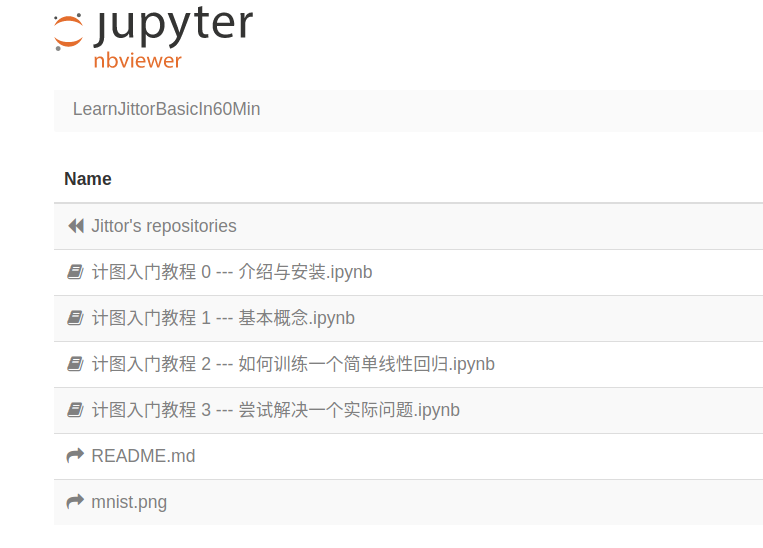 jupyter
nbviewer
LearnJittorBasicIn60Min
Name
Jittor's repositories
计图入门教程 0 --- 介绍与安装.ipynb
计图入门教程 1 --- 基本概念.ipynb
计图入门教程 2 --- 如何训练一个简单线性回归.ipynb
计图入门教程 3 --- 尝试解决一个实际问题.ipynb
README.md
mnist.png